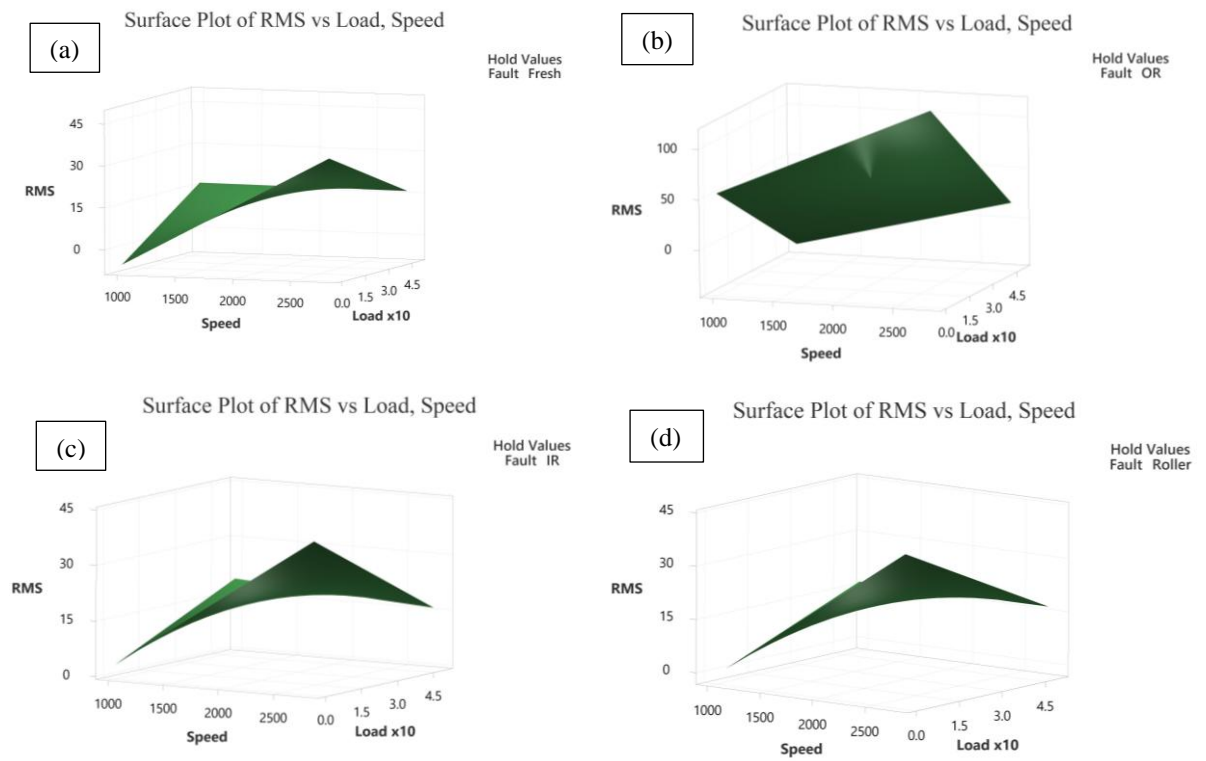 Surface Plot of RMS vs Load, Speed
(a)
Hold Values
Fault Fresh
45
30
RMS
15
0
1000
1500
2000
2500
0.0
1.5
3.0
4.5
Load x10
Speed
Surface Plot of RMS vs Load, Speed
(b)
Hold Values
Fault OR
100
50
RMS
0
1000
1500
2000
2500
0.0
1.5
3.0
4.5
Load x10
Speed
Surface Plot of RMS vs Load, Speed
(c)
Hold Values
Fault IR
45
30
RMS
15
0
1000
1500
2000
2500
0.0
1.5
3.0
4.5
Load x10
Speed
Surface Plot of RMS vs Load, Speed
(d)
Hold Values
Fault Roller
45
30
RMS
15
0
1000
1500
2000
2500
0.0
1.5
3.0
4.5
Load x10
Speed